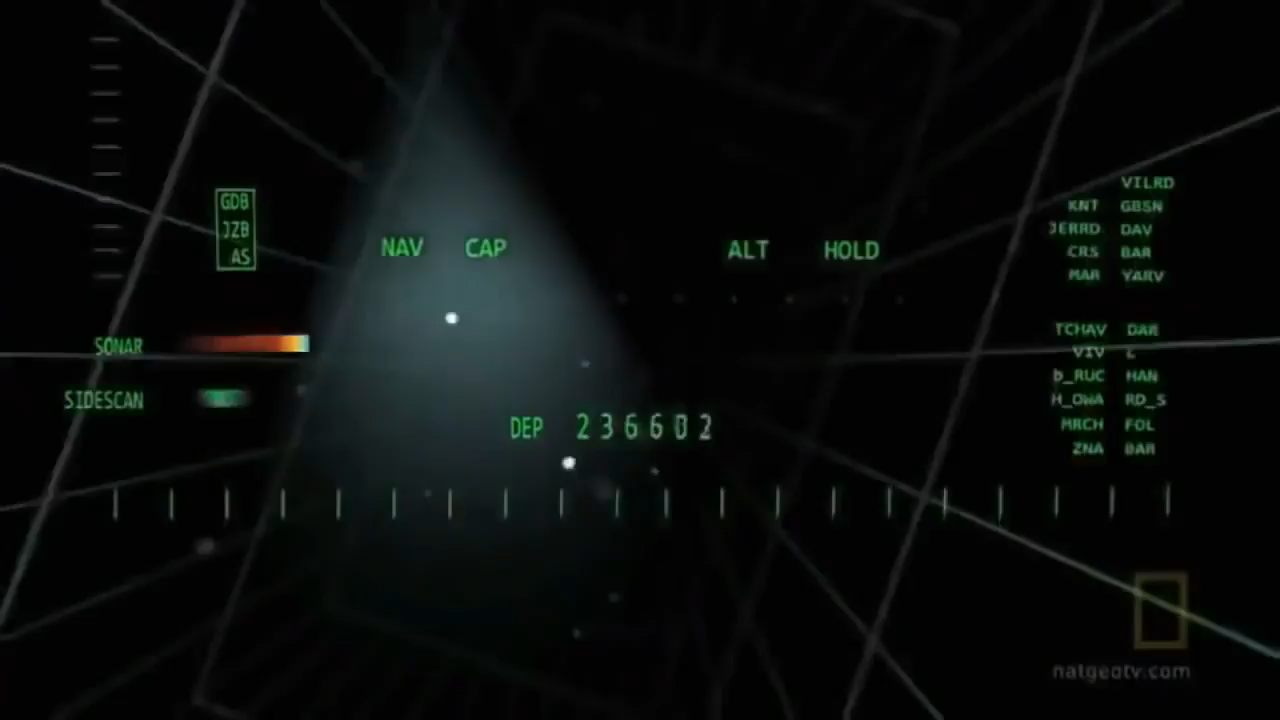 VILRD
GDB
KNT GBSN
JZB
JERRD DAV
NAV CAP ALT HOLD
CRS BAR
AS
MAR YARV
TCHAV DAR
SONAR
VIV
b_RUC HAN
SIDESCAN
H_OWA RD_S
DEP 236602
MRCH FOL
ZNA BAR
natgeotv.com